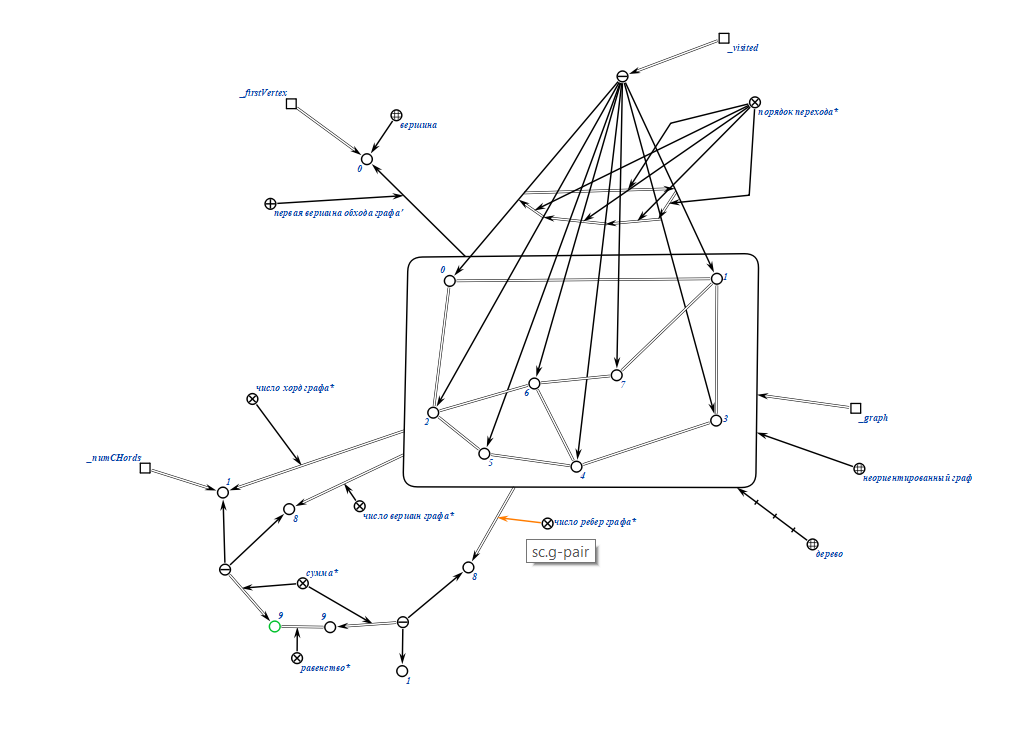 _visited
_firstVertex
порядок перехода*
вершина
0
первая вершина обхода графа'
0
1
7
6
число хорд графа*
2
3
_graph
_numCHords
5
4
1
неориентированный граф
8
число вершин графа*
число ребер графа*
sc.g-pair
дерево
сумма*
8
9
9
равенство*
1